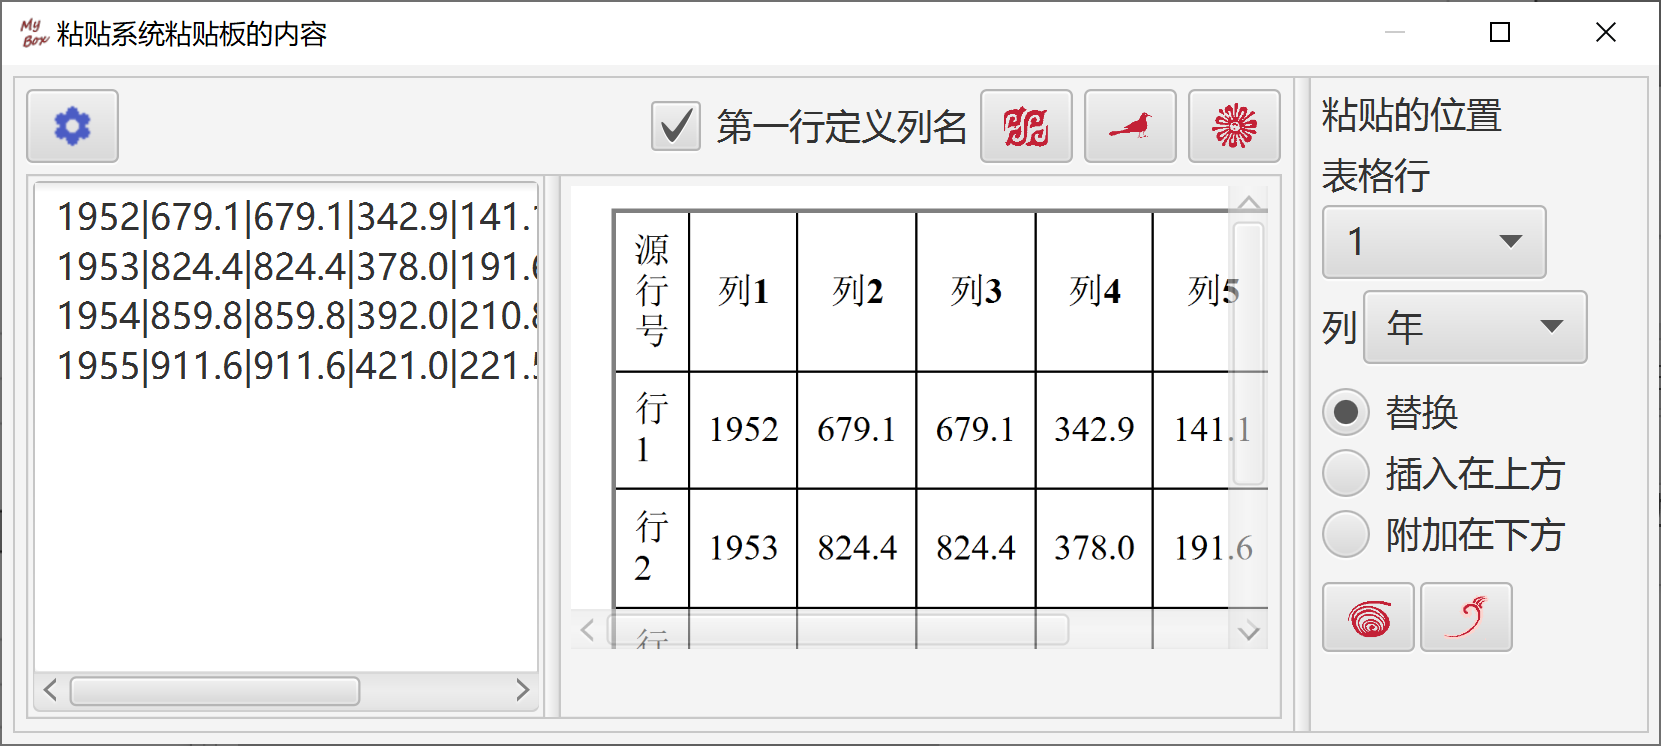 My Box 粘贴系统粘贴板的内容
第一行定义列名
1952|679.1|679.1|342.9|141.1
1953|824.4|824.4|378.0|191.6
1954|859.8|859.8|392.0|210.8
1955|911.6|911.6|421.0|221.5
源行号 列1 列2 列3 列4 列5
行1 1952 679.1 679.1 342.9 141.1
行2 1953 824.4 824.4 378.0 191.6
行
粘贴的位置
表格行
1
列 年
替换
插入在上方
附加在下方